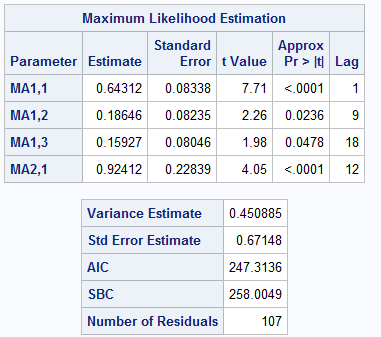 Maximum Likelihood Estimation
Parameter Estimate Standard Error t Value Approx Pr > |t| Lag
MA1,1 0.64312 0.08338 7.71 <.0001 1
MA1,2 0.18646 0.08235 2.26 0.0236 9
MA1,3 0.15927 0.08046 1.98 0.0478 18
MA2,1 0.92412 0.22839 4.05 <.0001 12
Variance Estimate 0.450885
Std Error Estimate 0.67148
AIC 247.3136
SBC 258.0049
Number of Residuals 107